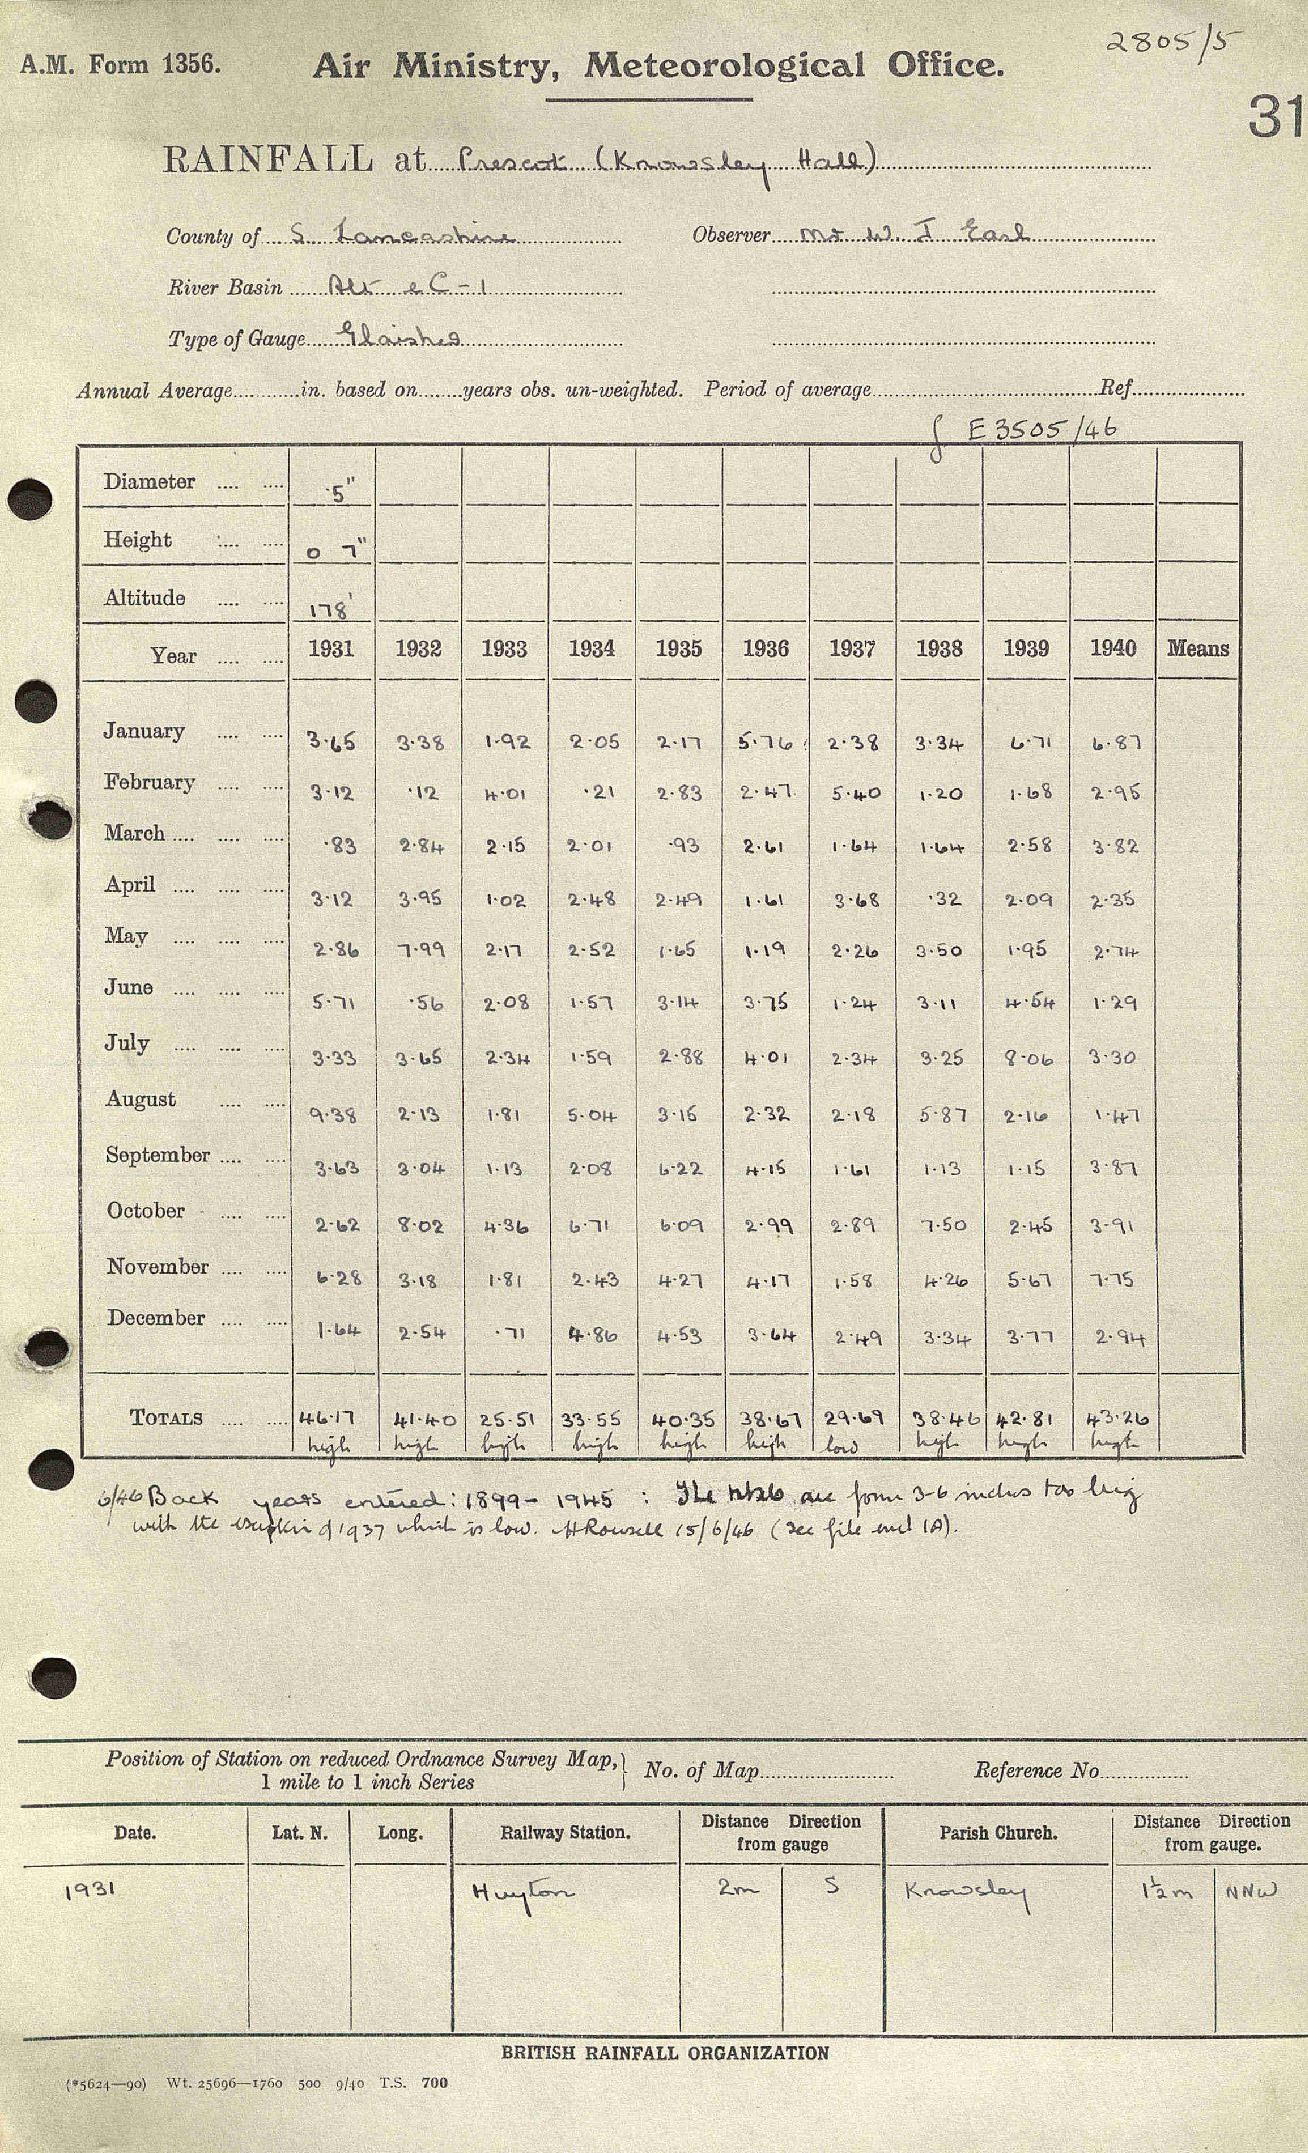 2805/5
A.M. Form 1356. Air Ministry, Meteorological Office.
31
RAINFALL at Prescot (Knowsley Hall)
County of S. Lancashire Observer Mr W. J Earl
River Basin Alt &C-1
Type of Gauge Glaisher
Annual Average in. based on years obs. un-weighted. Period of average Ref
E3505/46
Diameter .... .... 5"
Height .... .... 0 7"
Altitude .... .... 178'
Year .... .... 1931 1932 1933 1934 1935 1936 1937 1938 1939 1940 Means
January .... .... 3.65 3.38 1.92 2.05 2.17 5.76 2.38 3.34 6.71 6.87
February .... .... 3.12 .12 4.01 .21 2.83 2.47 5.40 1.20 1.68 2.95
March .... .... .... .83 2.84 2.15 2.01 .93 2.61 1.64 1.64 2.58 3.82
April .... .... .... 3.12 3.95 1.02 2.48 2.49 1.61 3.68 .32 2.09 2.35
May .... .... .... 2.86 7.99 2.17 2.52 1.65 1.19 2.26 3.50 1.95 2.74
June .... .... .... 5.71 .56 2.08 1.57 3.14 3.75 1.24 3.11 4.54 1.29
July .... .... .... 3.33 3.65 2.34 1.59 2.88 4.01 2.34 3.25 8.06 3.30
August .... .... 9.38 2.13 1.81 5.04 3.15 2.32 2.18 5.87 2.16 1.47
September .... .... 3.63 3.04 1.13 2.08 6.22 4.15 1.61 1.13 1.15 3.87
October .... .... 2.62 8.02 4.36 6.71 6.09 2.99 2.89 7.50 2.45 3.91
November .... .... 6.28 3.18 1.81 2.43 4.27 4.17 1.58 4.26 5.67 7.75
December .... .... 1.64 2.54 .71 4.86 4.53 3.64 2.49 3.34 3.77 2.94
TOTALS .... .... 46.17 41.40 25.51 33.55 40.35 38.67 29.69 38.46 42.81 43.26
high high high high high high low high high high
6/46 Back years entered: 1899-1945 : The totals are from 3-6 inches too big
with the exception of 1937 which is low. HRowsell 15/6/46 (see file encl 1A).
Position of Station on reduced Ordnance Survey Map, No. of Map Reference No
1 mile to 1 inch Series
Date. Lat. N. Long. Railway Station. Distance Direction from gauge Parish Church. Distance Direction from gauge.
1931 Huyton 2m S Knowsley 1½m NNW
BRITISH RAINFALL ORGANIZATION
(*5624—90) Wt. 25696—1760 500 9/40 T.S. 700